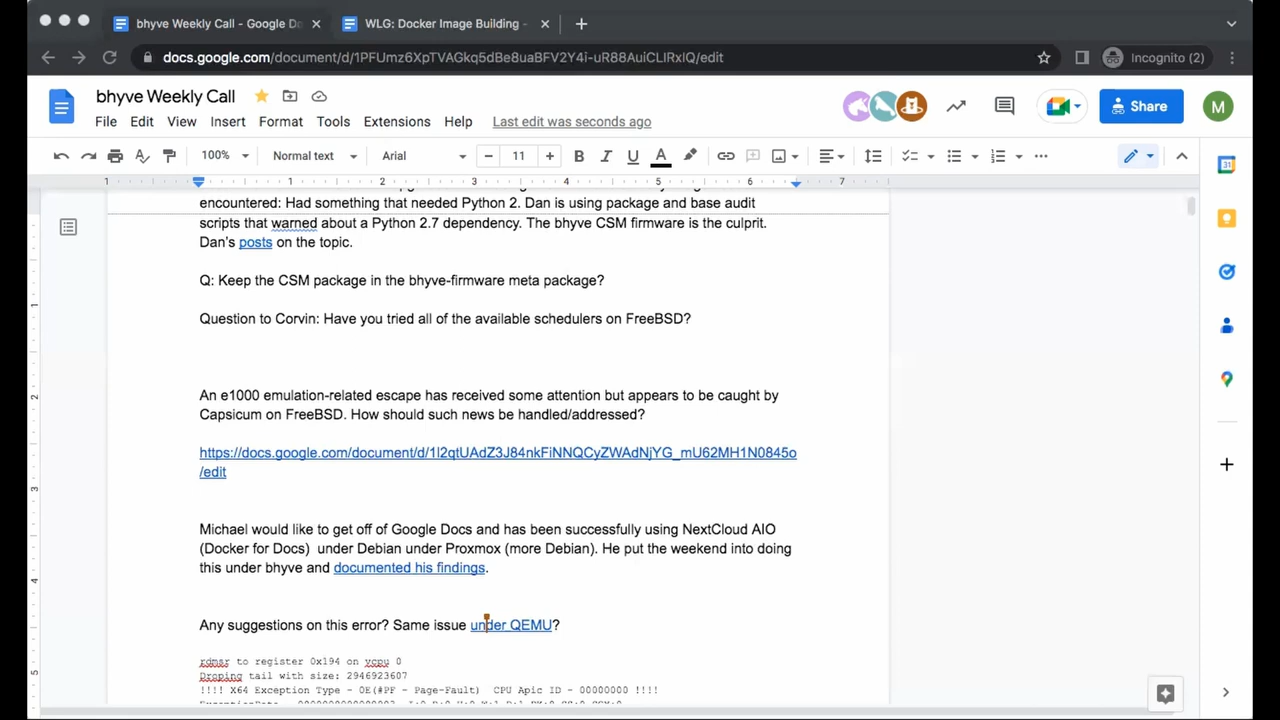 bhyve Weekly Call - Google Do
WLG: Docker Image Building -
docs.google.com/document/d/1PFUmz6XpTVAGkq5dBe8uaBFV2Y4i-uR88AuiCLIRxIQ/edit
Incognito (2)
bhyve Weekly Call
Share
M
File Edit View Insert Format Tools Extensions Help Last edit was seconds ago
100% Normal text Arial 11 B I U A
1 1 2 3 4 5 6 7
encountered: Had something that needed Python 2. Dan is using package and base audit
scripts that warned about a Python 2.7 dependency. The bhyve CSM firmware is the culprit.
Dan's posts on the topic.
Q: Keep the CSM package in the bhyve-firmware meta package?
Question to Corvin: Have you tried all of the available schedulers on FreeBSD?
An e1000 emulation-related escape has received some attention but appears to be caught by
Capsicum on FreeBSD. How should such news be handled/addressed?
https://docs.google.com/document/d/1l2qtUAdZ3J84nkFiNNQCyZWAdNjYG_mU62MH1N0845o
/edit
Michael would like to get off of Google Docs and has been successfully using NextCloud AIO
(Docker for Docs)  under Debian under Proxmox (more Debian). He put the weekend into doing
this under bhyve and documented his findings.
Any suggestions on this error? Same issue under QEMU?
rdmsr to register 0x194 on vcpu 0
Droping tail with size: 2946923607
!!!! X64 Exception Type - 0E(#PF - Page-Fault)  CPU Apic ID - 00000000 !!!!